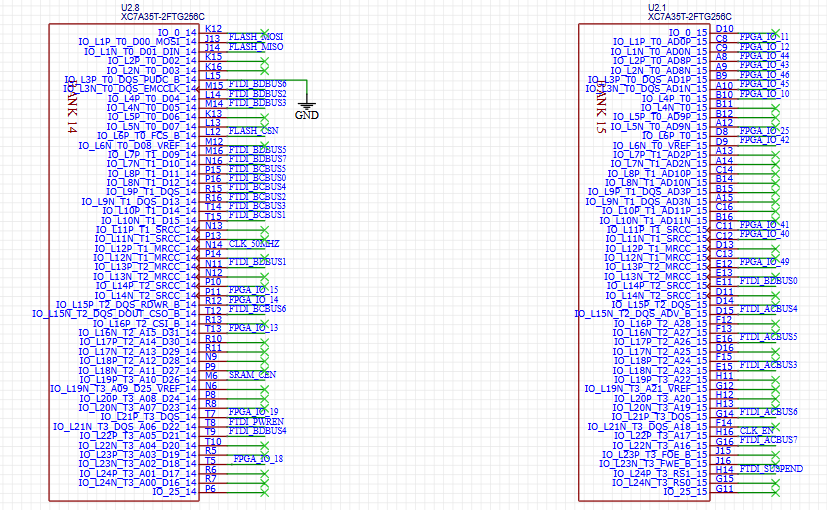 U2.8
XC7A35T-2FTG256C
BANK 14
IO_0_14 K12
IO_L1P_T0_D00_MOSI_14 J13 FLASH_MOSI
IO_L1N_T0_D01_DIN_14 J14 FLASH_MISO
IO_L2P_T0_D02_14 K15
IO_L2N_T0_D03_14 K16
IO_L3P_T0_DQS_PUDC_B_14 L15
IO_L3N_T0_DQS_EMCCLK_14 M15 FTDI_BDBUS6
IO_L4P_T0_D04_14 L14 FTDI_BDBUS2
IO_L4N_T0_D05_14 M14 FTDI_BDBUS3
IO_L5P_T0_D06_14 K13
IO_L5N_T0_D07_14 L13
IO_L6P_T0_FCS_B_14 L12 FLASH_CSN
IO_L6N_T0_D08_VREF_14 M12
IO_L7P_T1_D09_14 M16 FTDI_BDBUS5
IO_L7N_T1_D10_14 N16 FTDI_BDBUS7
IO_L8P_T1_D11_14 P15 FTDI_BCBUS5
IO_L8N_T1_D12_14 P16 FTDI_BCBUS0
IO_L9P_T1_DQS_14 R15 FTDI_BCBUS4
IO_L9N_T1_DQS_D13_14 R16 FTDI_BCBUS2
IO_L10P_T1_D14_14 T14 FTDI_BCBUS3
IO_L10N_T1_D15_14 T15 FTDI_BCBUS1
IO_L11P_T1_SRCC_14 N13
IO_L11N_T1_SRCC_14 P13
IO_L12P_T1_MRCC_14 N14 CLK_50MHZ
IO_L12N_T1_MRCC_14 P14
IO_L13P_T2_MRCC_14 N11 FTDI_BDBUS1
IO_L13N_T2_MRCC_14 N12
IO_L14P_T2_SRCC_14 P10
IO_L14N_T2_SRCC_14 P11 FPGA_IO_15
IO_L15P_T2_DQS_RDWR_B_14 R12 FPGA_IO_14
IO_L15N_T2_DQS_DOUT_CSO_B_14 T12 FTDI_BCBUS6
IO_L16P_T2_CSI_B_14 R13
IO_L16N_T2_A15_D31_14 T13 FPGA_IO_13
IO_L17P_T2_A14_D30_14 R10
IO_L17N_T2_A13_D29_14 R11
IO_L18P_T2_A12_D28_14 N9
IO_L18N_T2_A11_D27_14 P9
IO_L19P_T3_A10_D26_14 M6 SRAM_CEN
IO_L19N_T3_A09_D25_VREF_14 N6
IO_L20P_T3_A08_D24_14 P8
IO_L20N_T3_A07_D23_14 R8
IO_L21P_T3_DQS_14 T7 FPGA_IO_19
IO_L21N_T3_DQS_A06_D22_14 T8 FTDI_PWREN
IO_L22P_T3_A05_D21_14 T9 FTDI_BDBUS4
IO_L22N_T3_A04_D20_14 T10
IO_L23P_T3_A03_D19_14 R5
IO_L23N_T3_A02_D18_14 T5 FPGA_IO_18
IO_L24P_T3_A01_D17_14 R6
IO_L24N_T3_A00_D16_14 R7
IO_25_14 P6
GND
U2.1
XC7A35T-2FTG256C
BANK 15
IO_0_15 D10
IO_L1P_T0_AD0P_15 C8 FPGA_IO_11
IO_L1N_T0_AD0N_15 C9 FPGA_IO_12
IO_L2P_T0_AD8P_15 A8 FPGA_IO_44
IO_L2N_T0_AD8N_15 A9 FPGA_IO_43
IO_L3P_T0_DQS_AD1P_15 B9 FPGA_IO_46
IO_L3N_T0_DQS_AD1N_15 A10 FPGA_IO_45
IO_L4P_T0_15 B10 FPGA_IO_10
IO_L4N_T0_15 B11
IO_L5P_T0_AD9P_15 B12
IO_L5N_T0_AD9N_15 A12
IO_L6P_T0_15 D8 FPGA_IO_25
IO_L6N_T0_VREF_15 D9 FPGA_IO_42
IO_L7P_T1_AD2P_15 A13
IO_L7N_T1_AD2N_15 A14
IO_L8P_T1_AD10P_15 C14
IO_L8N_T1_AD10N_15 B14
IO_L9P_T1_DQS_AD3P_15 B15
IO_L9N_T1_DQS_AD3N_15 A15
IO_L10P_T1_AD11P_15 C16
IO_L10N_T1_AD11N_15 B16
IO_L11P_T1_SRCC_15 C11 FPGA_IO_41
IO_L11N_T1_SRCC_15 C12 FPGA_IO_40
IO_L12P_T1_MRCC_15 D13
IO_L12N_T1_MRCC_15 C13
IO_L13P_T2_MRCC_15 E12 FPGA_IO_49
IO_L13N_T2_MRCC_15 E13
IO_L14P_T2_SRCC_15 E11 FTDI_BDBUS0
IO_L14N_T2_SRCC_15 D11
IO_L15P_T2_DQS_15 D14
IO_L15N_T2_DQS_ADV_B_15 D15 FTDI_ACBUS4
IO_L16P_T2_A28_15 F12
IO_L16N_T2_A27_15 F13
IO_L17P_T2_A26_15 E16 FTDI_ACBUS5
IO_L17N_T2_A25_15 D16
IO_L18P_T2_A24_15 F15
IO_L18N_T2_A23_15 E15 FTDI_ACBUS3
IO_L19P_T3_A22_15 H11
IO_L19N_T3_A21_VREF_15 G12
IO_L20P_T3_A20_15 H12
IO_L20N_T3_A19_15 H13
IO_L21P_T3_DQS_15 G14 FTDI_ACBUS6
IO_L21N_T3_DQS_A18_15 F14
IO_L22P_T3_A17_15 H16 CLK_EN
IO_L22N_T3_A16_15 G16 FTDI_ACBUS7
IO_L23P_T3_FOE_B_15 J15
IO_L23N_T3_FWE_B_15 J16
IO_L24P_T3_RS1_15 H14 FTDI_SUSPEND
IO_L24N_T3_RS0_15 G15
IO_25_15 G11